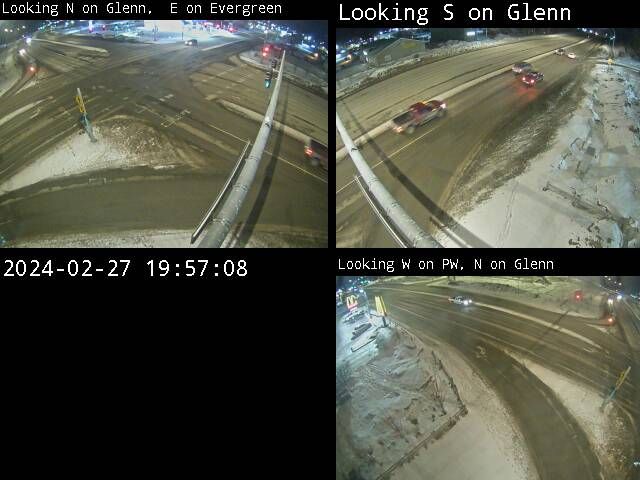 Looking N on Glenn,  E on Evergreen
Looking S on Glenn
2024-02-27 19:57:08
Looking W on PW, N on Glenn